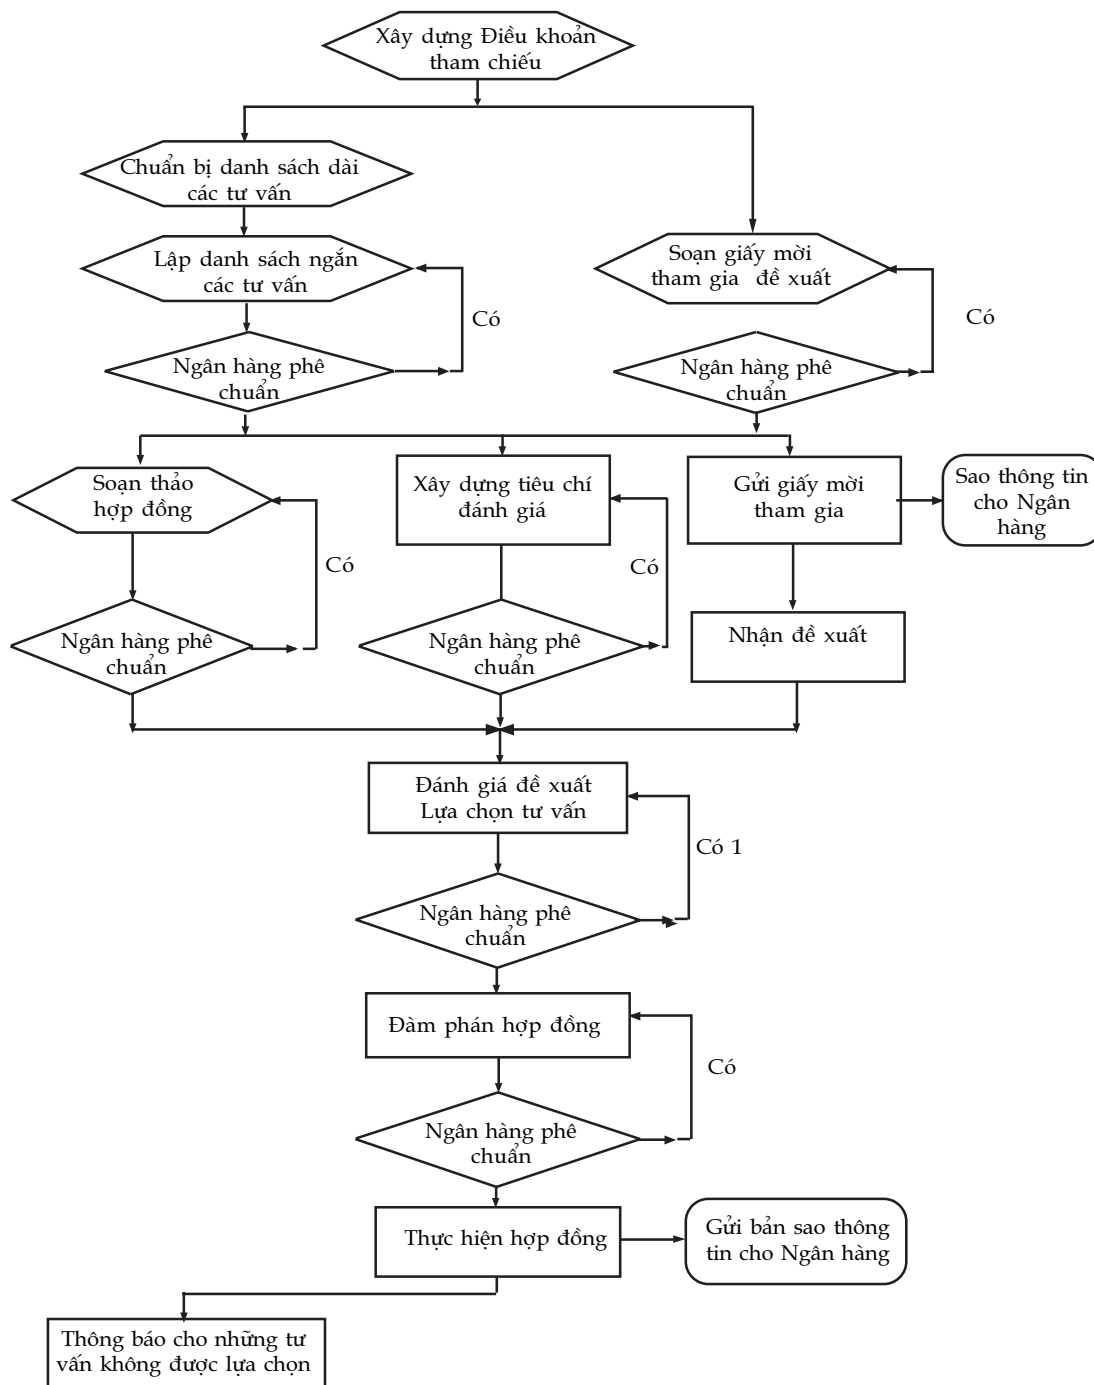 Xây dựng Điều khoản
tham chiếu
Chuẩn bị danh sách dài
các tư vấn
Lập danh sách ngắn
các tư vấn
Có
Soạn giấy mời
tham gia đề xuất
Có
Ngân hàng phê
chuẩn
Ngân hàng phê
chuẩn
Soạn thảo
hợp đồng
Có
Xây dựng tiêu chí
đánh giá
Có
Gửi giấy mời
tham gia
Sao thông tin
cho Ngân
hàng
Ngân hàng phê
chuẩn
Ngân hàng phê
chuẩn
Nhận đề xuất
Đánh giá đề xuất
Lựa chọn tư vấn
Có 1
Ngân hàng phê
chuẩn
Đàm phán hợp đồng
Có
Ngân hàng phê
chuẩn
Thực hiện hợp đồng
Gửi bản sao thông
tin cho Ngân hàng
Thông báo cho những tư
vấn không được lựa chọn